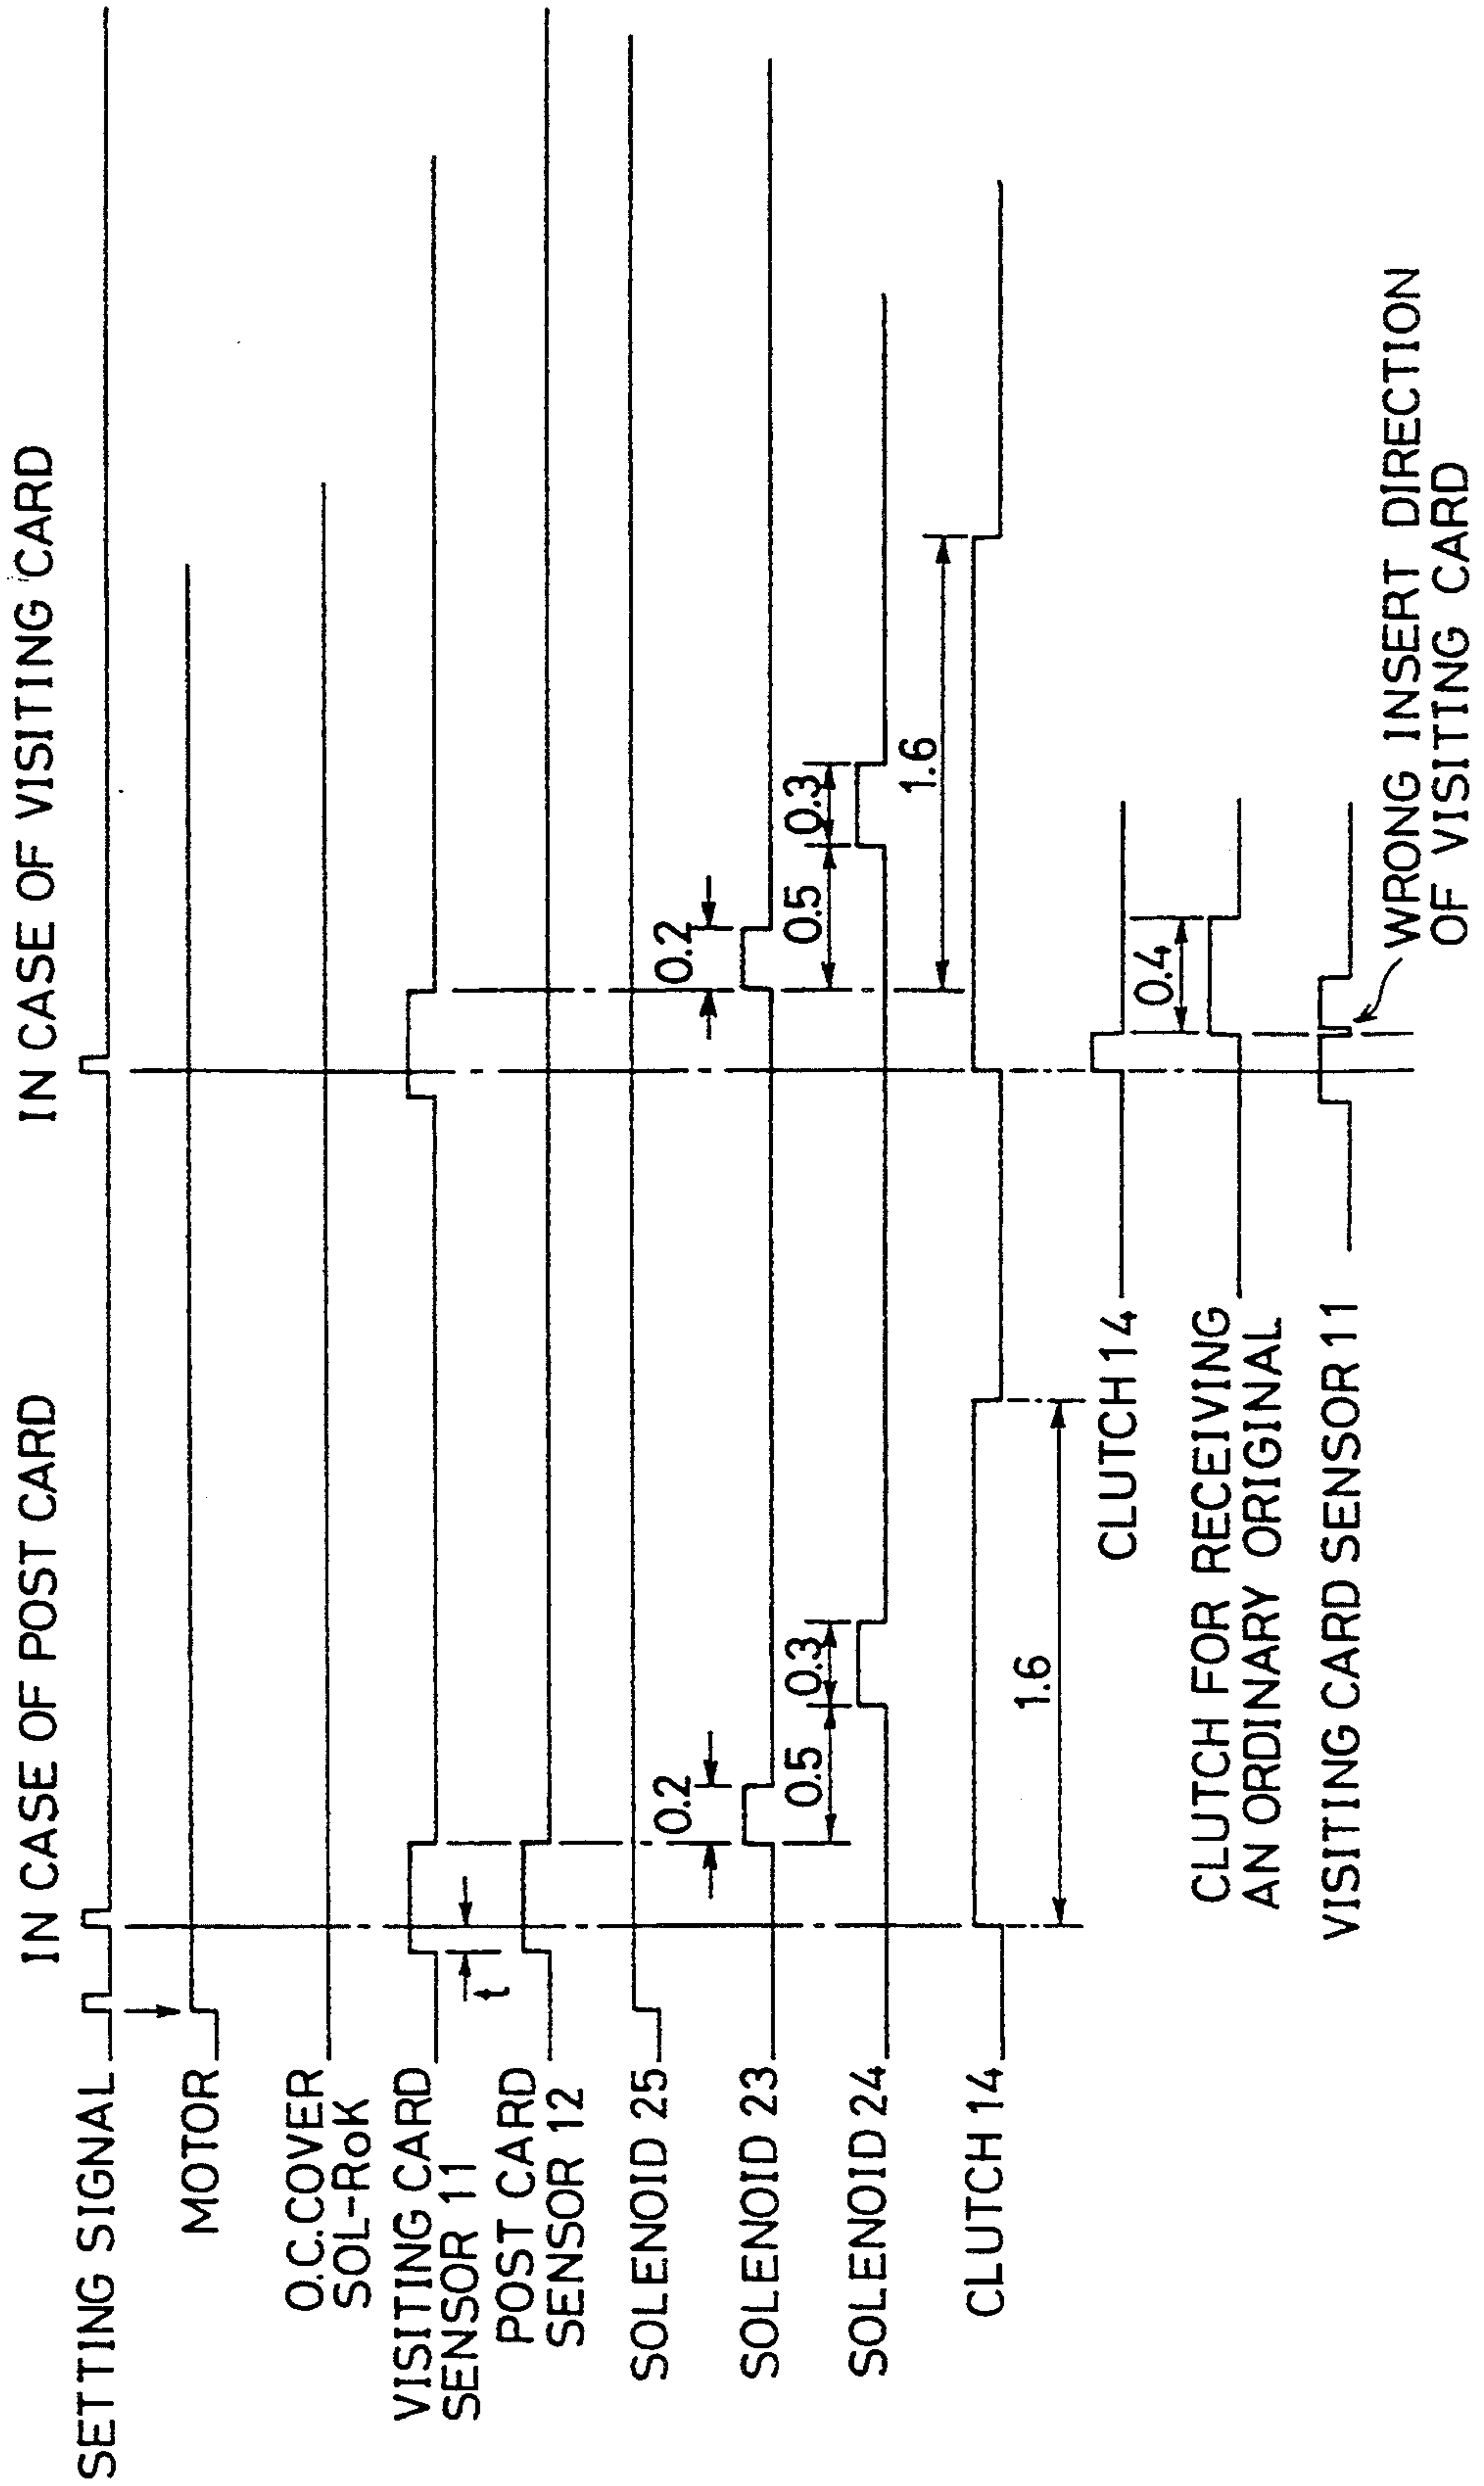 IN CASE OF POST CARD
IN CASE OF VISITING CARD
SETTING SIGNAL
MOTOR
O.C.COVER
SOL-RoK
VISITING CARD
SENSOR 11
t
POST CARD
SENSOR 12
SOLENOID 25
SOLENOID 23
0.2
0.2
SOLENOID 24
0.5
0.3
0.5
0.3
CLUTCH 14
1.6
1.6
CLUTCH 14
CLUTCH FOR RECEIVING
AN ORDINARY ORIGINAL
0.4
VISITING CARD SENSOR 11
WRONG INSERT DIRECTION
OF VISITING CARD